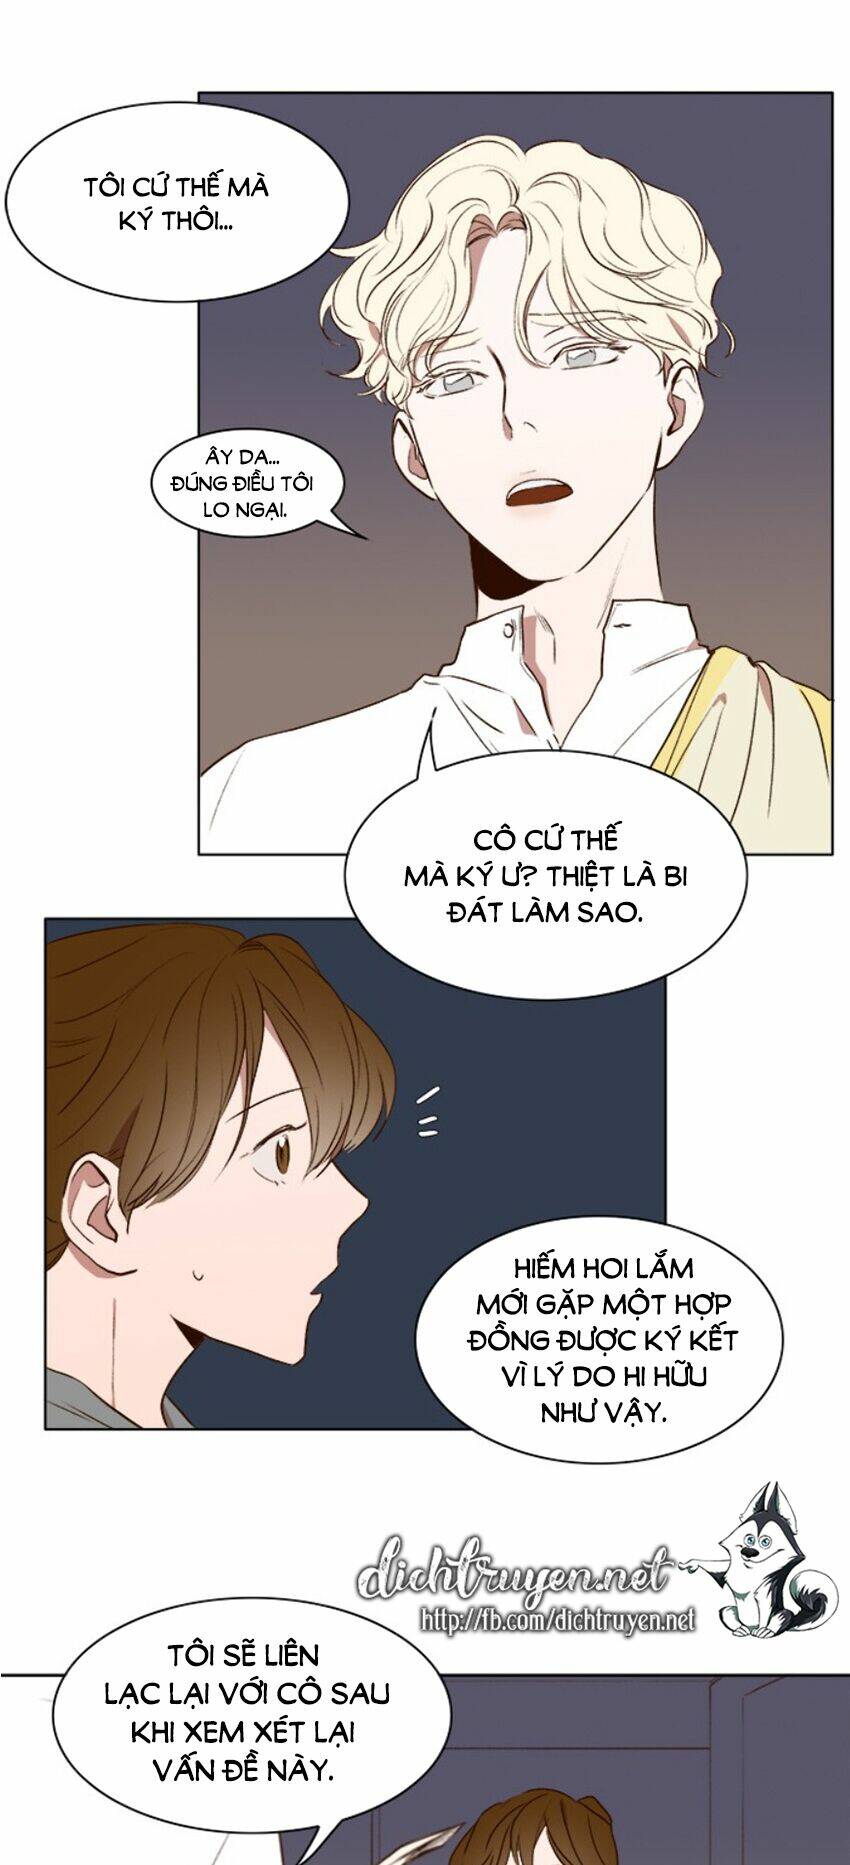 TÔI CỨ THẾ MÀ
KÝ THÔI...
ÂY DA...
ĐÚNG ĐIỀU TÔI
LO NGẠI.
CÔ CỨ THẾ
MÀ KÝ Ư? THIỆT LÀ BI
ĐÁT LÀM SAO.
HIẾM HOI LẮM
MỚI GẶP MỘT HỢP
ĐỒNG ĐƯỢC KÝ KẾT
VÌ LÝ DO HI HỮU
NHƯ VẬY.
dichtruyen.net
http://fb.com/dichtruyen.net
TÔI SẼ LIÊN
LẠC LẠI VỚI CÔ SAU
KHI XEM XÉT LẠI
VẤN ĐỀ NÀY.